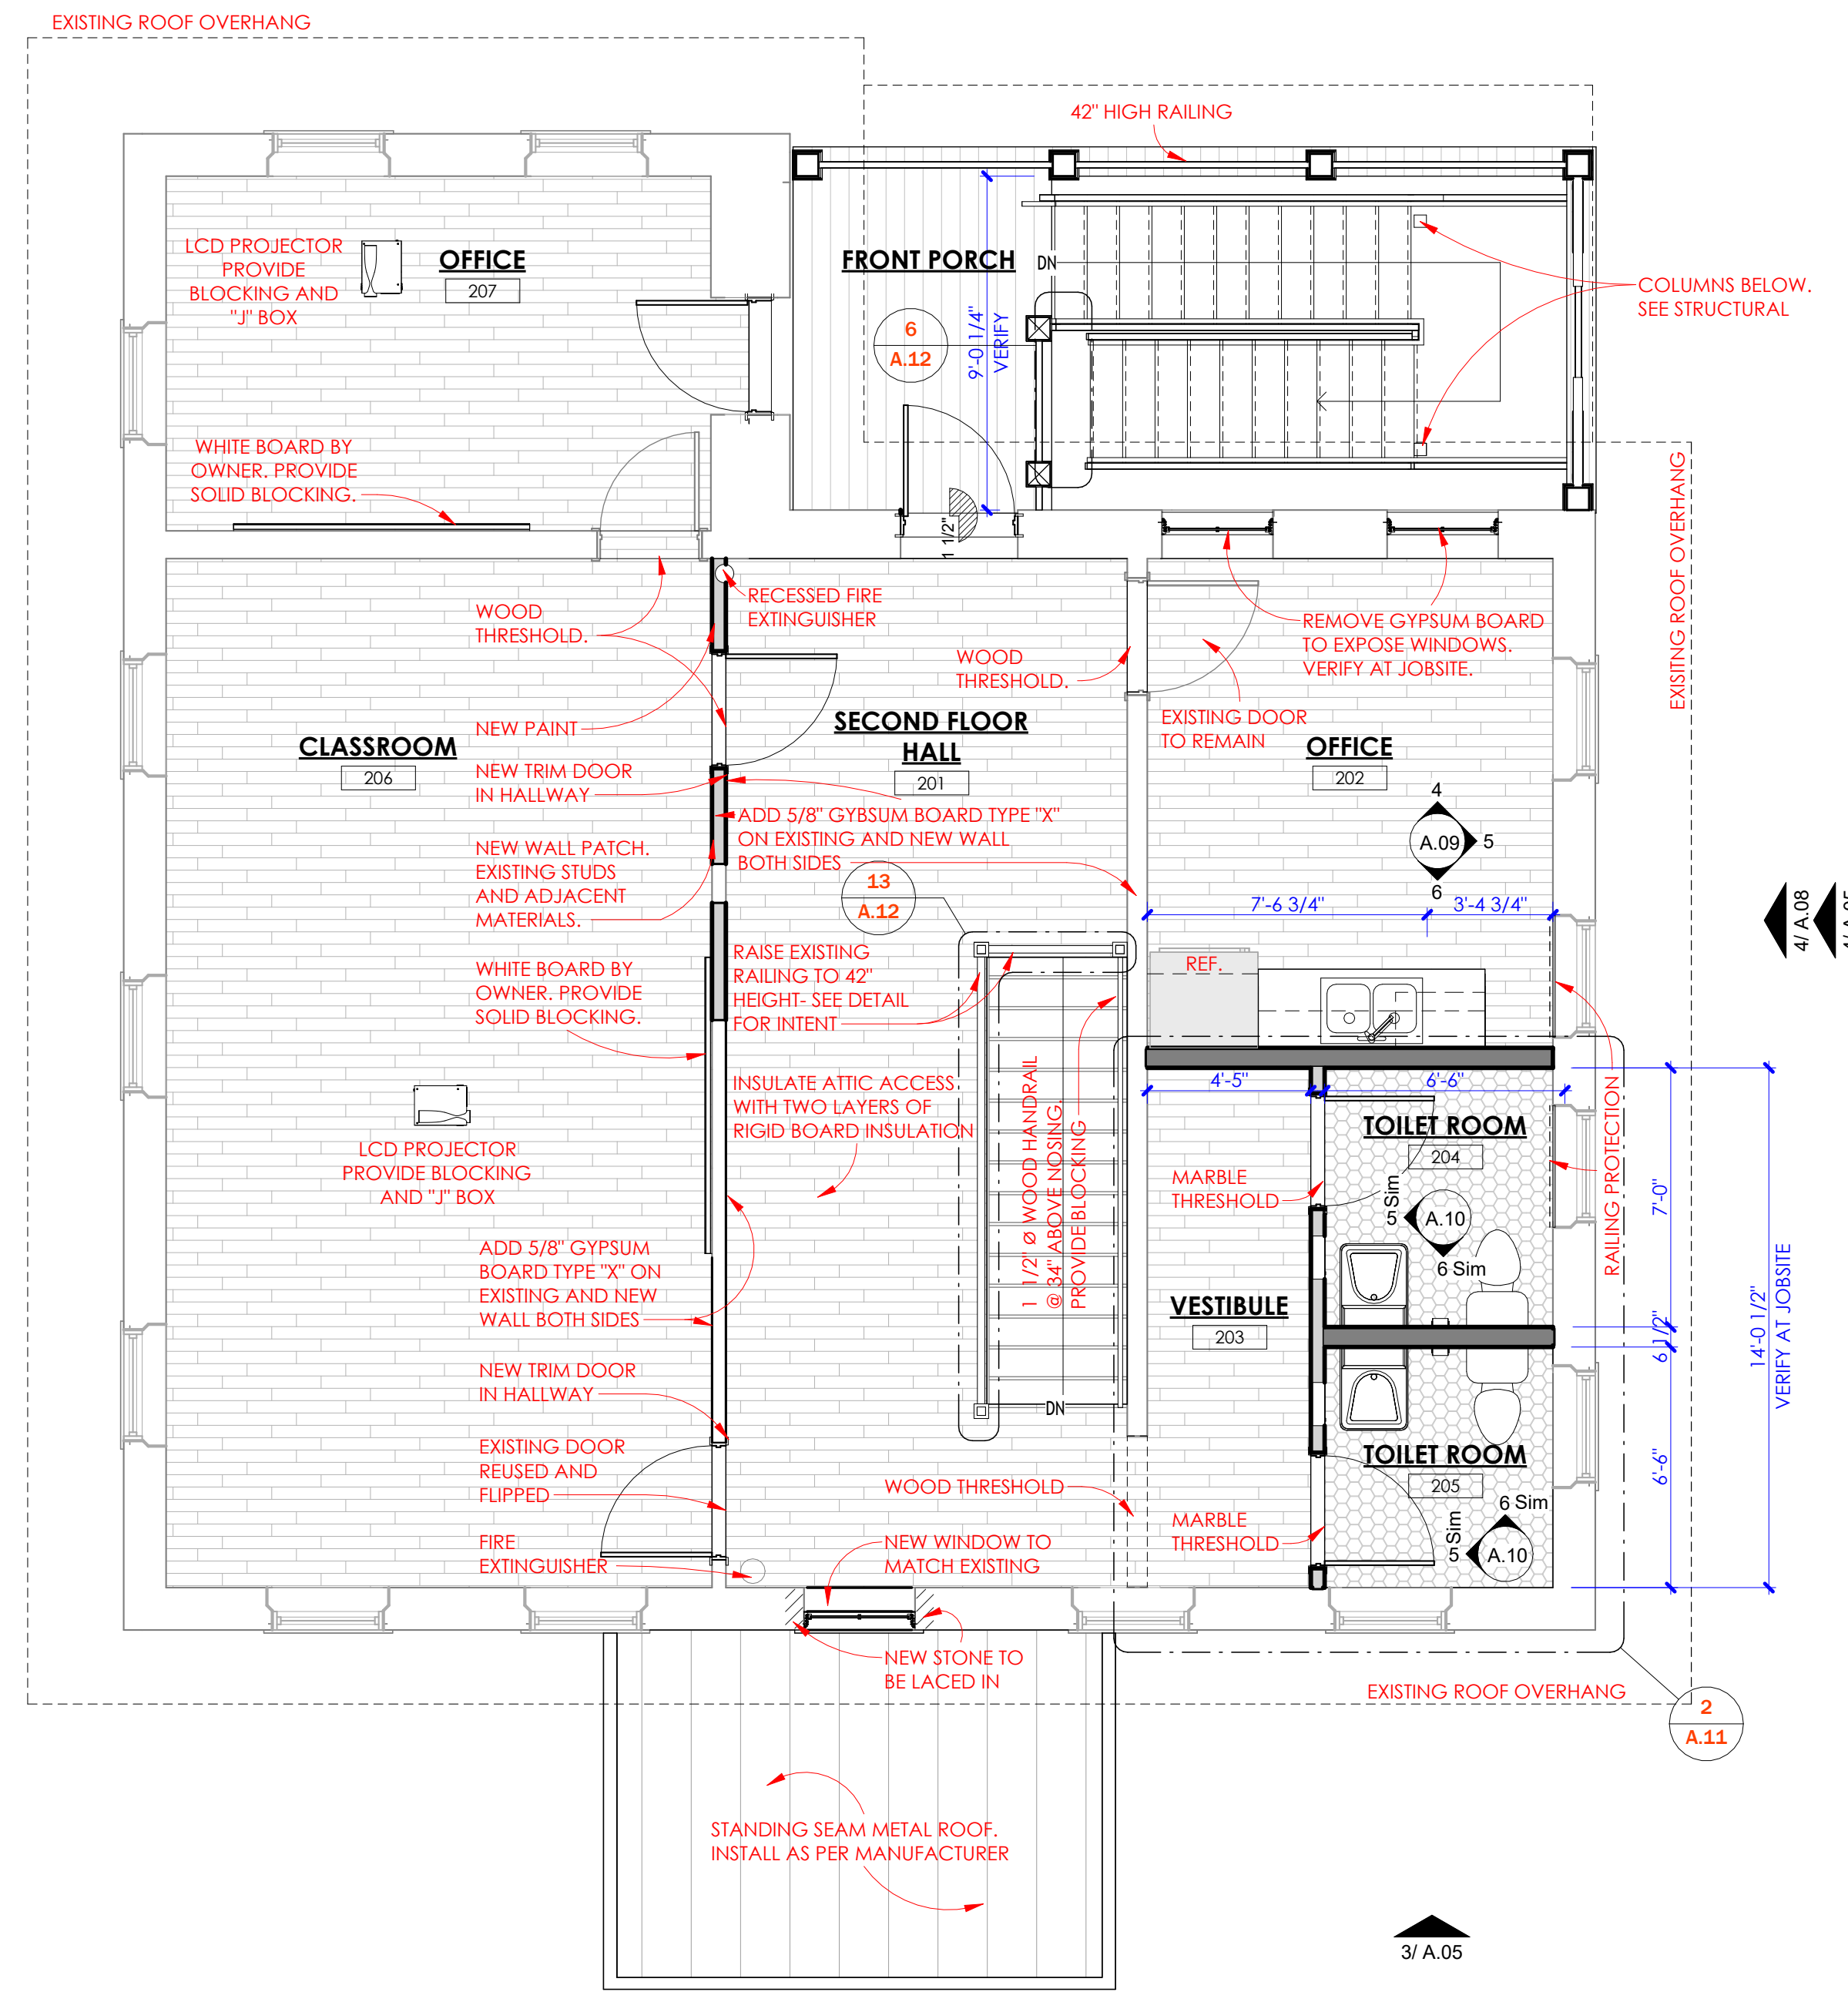 EXISTING ROOF OVERHANG
42" HIGH RAILING
LCD PROJECTOR
PROVIDE
BLOCKING AND
"J" BOX
OFFICE
207
FRONT PORCH
DN
6
A.12
9'-0 1/4"
VERIFY
COLUMNS BELOW.
SEE STRUCTURAL
WHITE BOARD BY
OWNER. PROVIDE
SOLID BLOCKING.
1 1/2"
EXISITNG ROOF OVERHANG
WOOD
THRESHOLD.
RECESSED FIRE
EXTINGUISHER
WOOD
THRESHOLD.
REMOVE GYPSUM BOARD
TO EXPOSE WINDOWS.
VERIFY AT JOBSITE.
NEW PAINT
CLASSROOM
206
SECOND FLOOR
HALL
201
EXISTING DOOR
TO REMAIN
OFFICE
202
NEW TRIM DOOR
IN HALLWAY
ADD 5/8" GYBSUM BOARD TYPE "X"
ON EXISTING AND NEW WALL
BOTH SIDES
4
A.09
5
6
NEW WALL PATCH.
EXISTING STUDS
AND ADJACENT
MATERIALS.
13
A.12
7'-6 3/4"
3'-4 3/4"
4/ A.08
WHITE BOARD BY
OWNER. PROVIDE
SOLID BLOCKING.
RAISE EXISTING
RAILING TO 42"
HEIGHT- SEE DETAIL
FOR INTENT
REF.
INSULATE ATTIC ACCESS
WITH TWO LAYERS OF
RIGID BOARD INSULATION
1 1/2" Ø WOOD HANDRAIL
@ 34" ABOVE NOSING.
PROVIDE BLOCKING
4'-5"
6'-6"
RAILING PROTECTION
LCD PROJECTOR
PROVIDE BLOCKING
AND "J" BOX
TOILET ROOM
204
MARBLE
THRESHOLD
Sim
5
A.10
6 Sim
7'-0"
ADD 5/8" GYPSUM
BOARD TYPE "X" ON
EXISTING AND NEW
WALL BOTH SIDES
VESTIBULE
203
6 1/2"
14'-0 1/2"
VERIFY AT JOBSITE
NEW TRIM DOOR
IN HALLWAY
DN
EXISTING DOOR
REUSED AND
FLIPPED
WOOD THRESHOLD
TOILET ROOM
205
6'-6"
MARBLE
THRESHOLD
6 Sim
Sim
5
A.10
FIRE
EXTINGUISHER
NEW WINDOW TO
MATCH EXISTING
NEW STONE TO
BE LACED IN
EXISTING ROOF OVERHANG
2
A.11
STANDING SEAM METAL ROOF.
INSTALL AS PER MANUFACTURER
3/ A.05